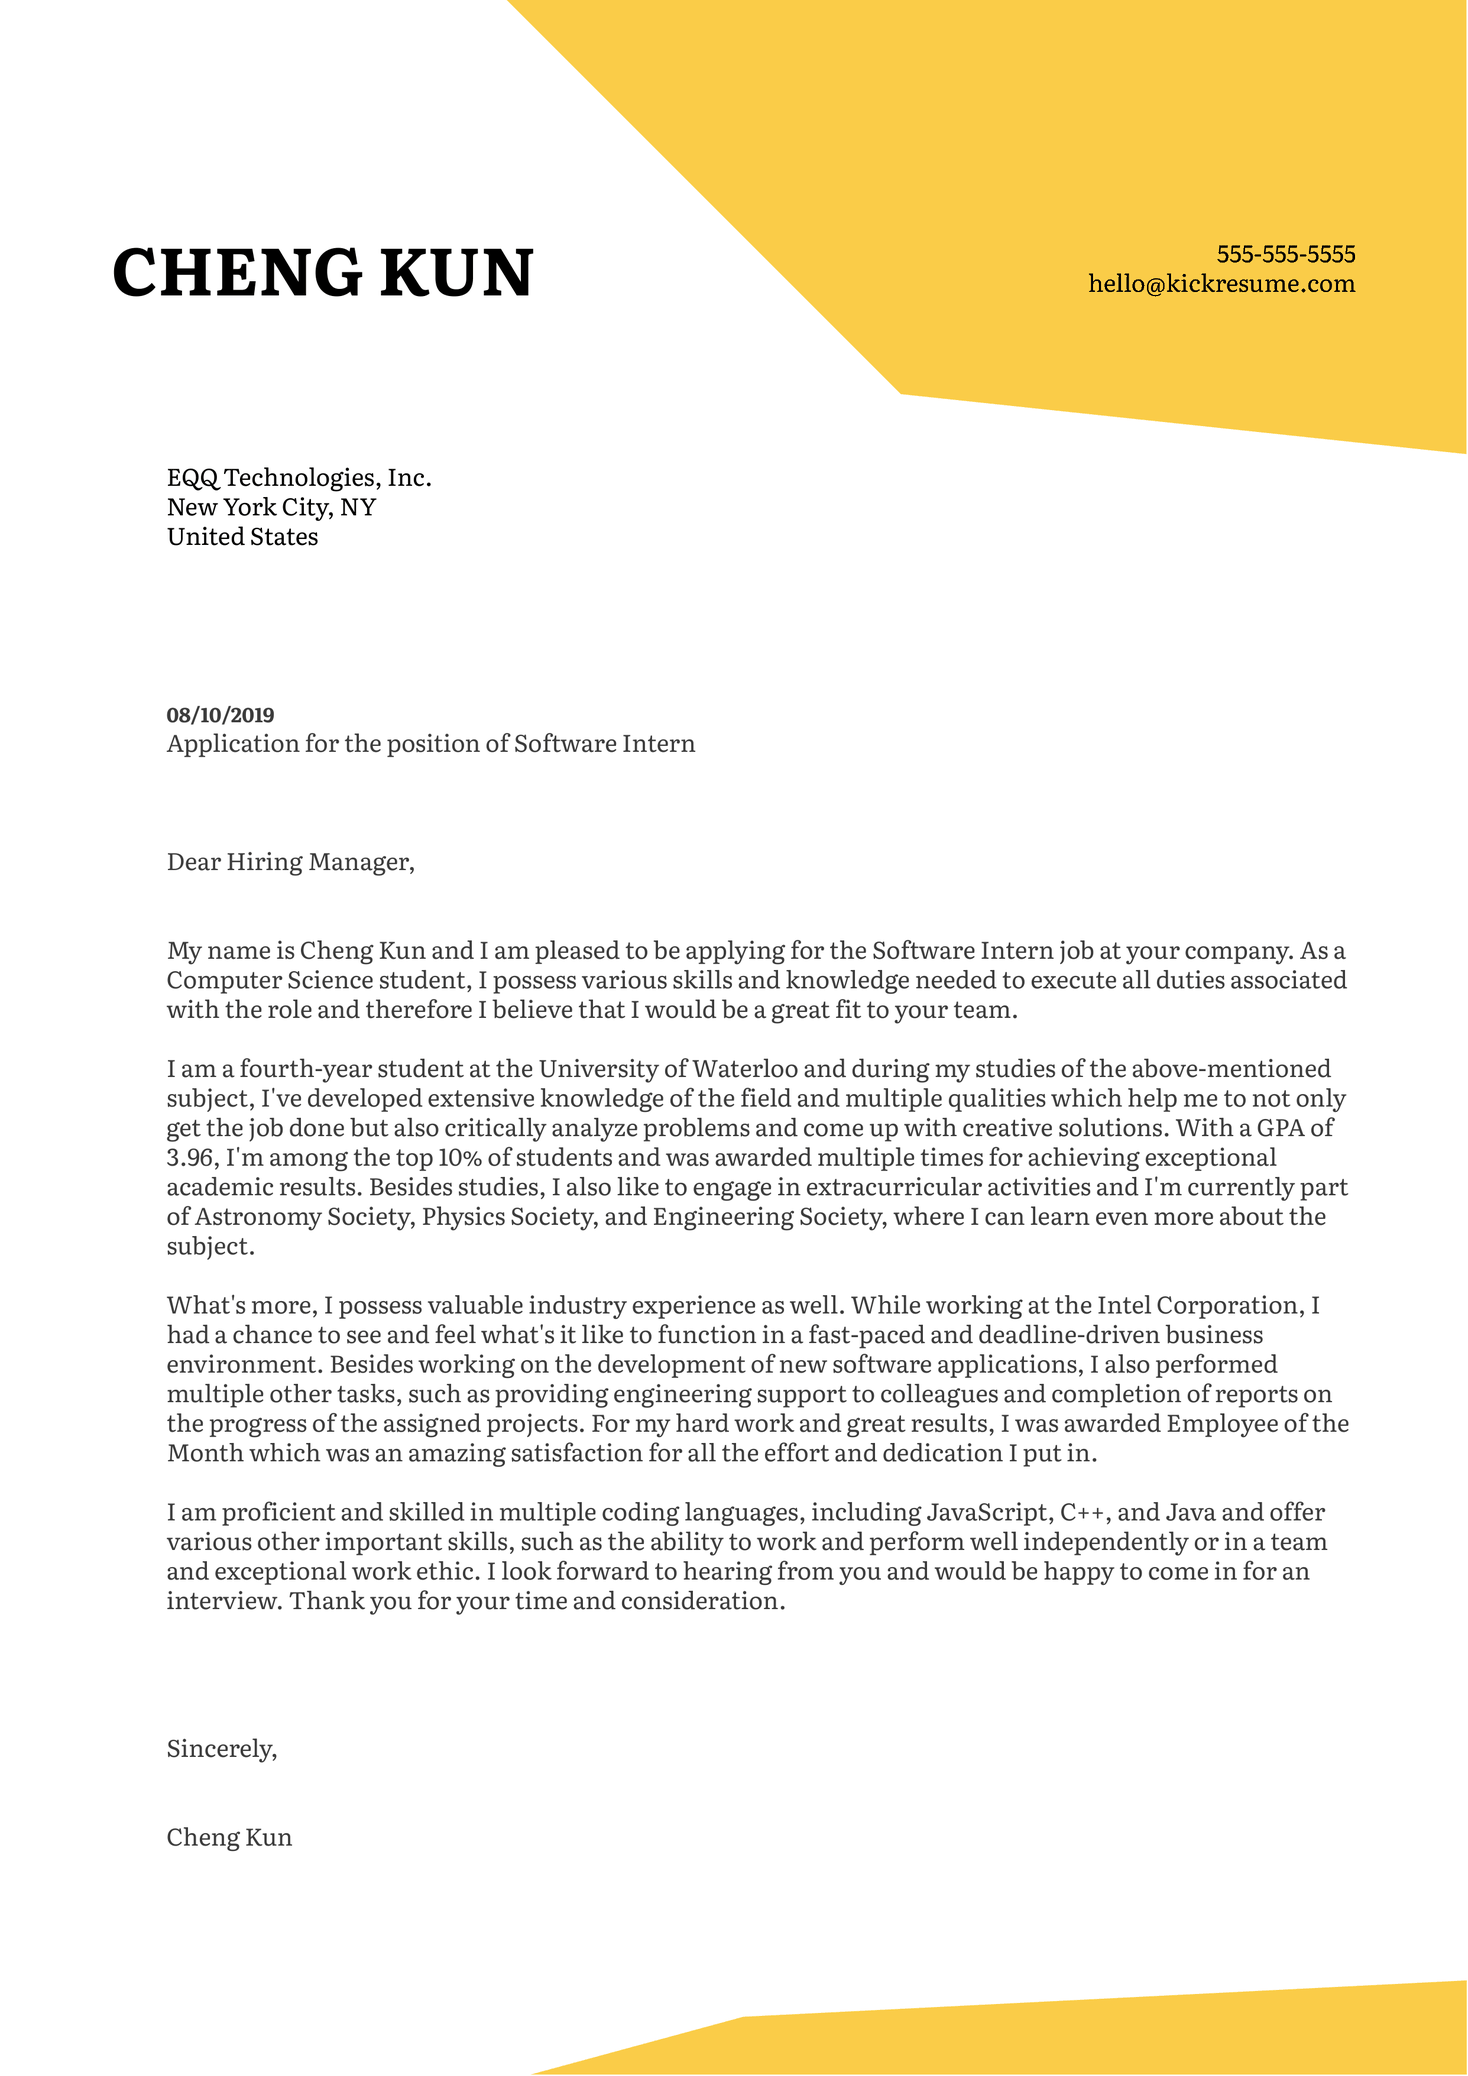 CHENG KUN
555-555-5555
hello@kickresume.com
EQQ Technologies, Inc.
New York City, NY
United States
08/10/2019
Application for the position of Software Intern
Dear Hiring Manager,
My name is Cheng Kun and I am pleased to be applying for the Software Intern job at your company. As a
Computer Science student, I possess various skills and knowledge needed to execute all duties associated
with the role and therefore I believe that I would be a great fit to your team.
I am a fourth-year student at the University of Waterloo and during my studies of the above-mentioned
subject, I've developed extensive knowledge of the field and multiple qualities which help me to not only
get the job done but also critically analyze problems and come up with creative solutions. With a GPA of
3.96, I'm among the top 10% of students and was awarded multiple times for achieving exceptional
academic results. Besides studies, I also like to engage in extracurricular activities and I'm currently part
of Astronomy Society, Physics Society, and Engineering Society, where I can learn even more about the
subject.
What's more, I possess valuable industry experience as well. While working at the Intel Corporation, I
had a chance to see and feel what's it like to function in a fast-paced and deadline-driven business
environment. Besides working on the development of new software applications, I also performed
multiple other tasks, such as providing engineering support to colleagues and completion of reports on
the progress of the assigned projects. For my hard work and great results, I was awarded Employee of the
Month which was an amazing satisfaction for all the effort and dedication I put in.
I am proficient and skilled in multiple coding languages, including JavaScript, C++, and Java and offer
various other important skills, such as the ability to work and perform well independently or in a team
and exceptional work ethic. I look forward to hearing from you and would be happy to come in for an
interview. Thank you for your time and consideration.
Sincerely,
Cheng Kun